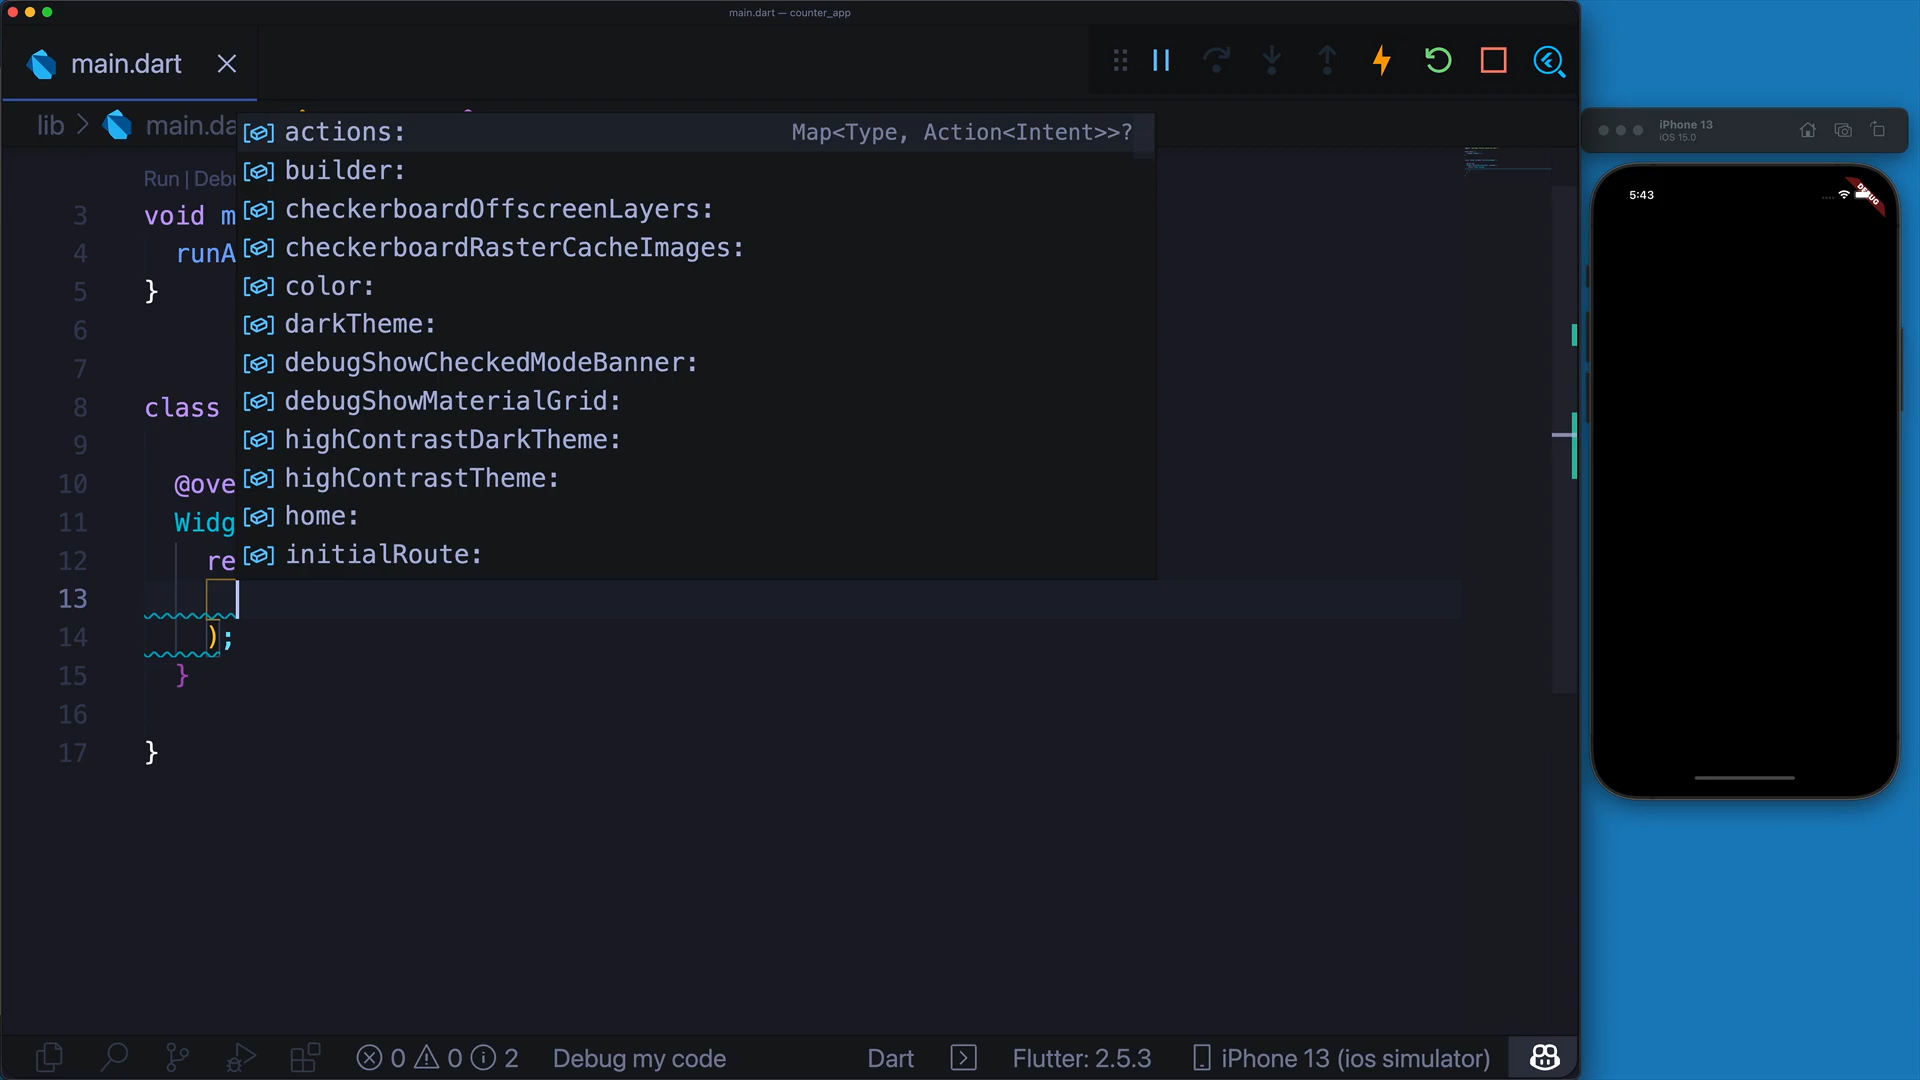 main.dart — counter_app
main.dart
lib > main.da
actions: Map<Type, Action<Intent>>?
builder:
checkerboardOffscreenLayers:
checkerboardRasterCacheImages:
color:
darkTheme:
debugShowCheckedModeBanner:
debugShowMaterialGrid:
highContrastDarkTheme:
highContrastTheme:
home:
initialRoute:
Run | Debu
3 void m
4 runA
5 }
6
7
8 class
9
10 @ove
11 Widg
12 re
13
14 );
15 }
16
17 }
0 0 2 Debug my code Dart Flutter: 2.5.3 iPhone 13 (ios simulator)
iPhone 13
iOS 15.0
5:43
DEBUG